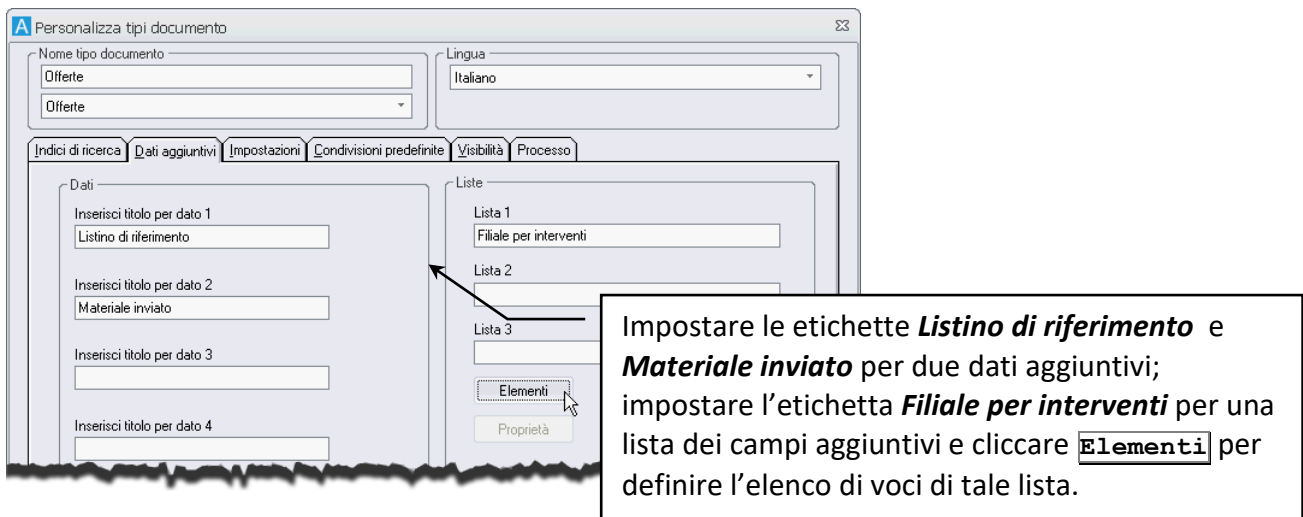 A Personalizza tipi documento
Nome tipo documento
Offerte
Offerte
Lingua
Italiano
Indici di ricerca Dati aggiuntivi Impostazioni Condivisioni predefinite Visibilità Processo
Dati
Inserisci titolo per dato 1
Listino di riferimento
Inserisci titolo per dato 2
Materiale inviato
Inserisci titolo per dato 3
Inserisci titolo per dato 4
Liste
Lista 1
Filiale per interventi
Lista 2
Lista 3
Elementi
Proprietà
Impostare le etichette Listino di riferimento e
Materiale inviato per due dati aggiuntivi;
impostare l’etichetta Filiale per interventi per una
lista dei campi aggiuntivi e cliccare Elementi per
definire l’elenco di voci di tale lista.